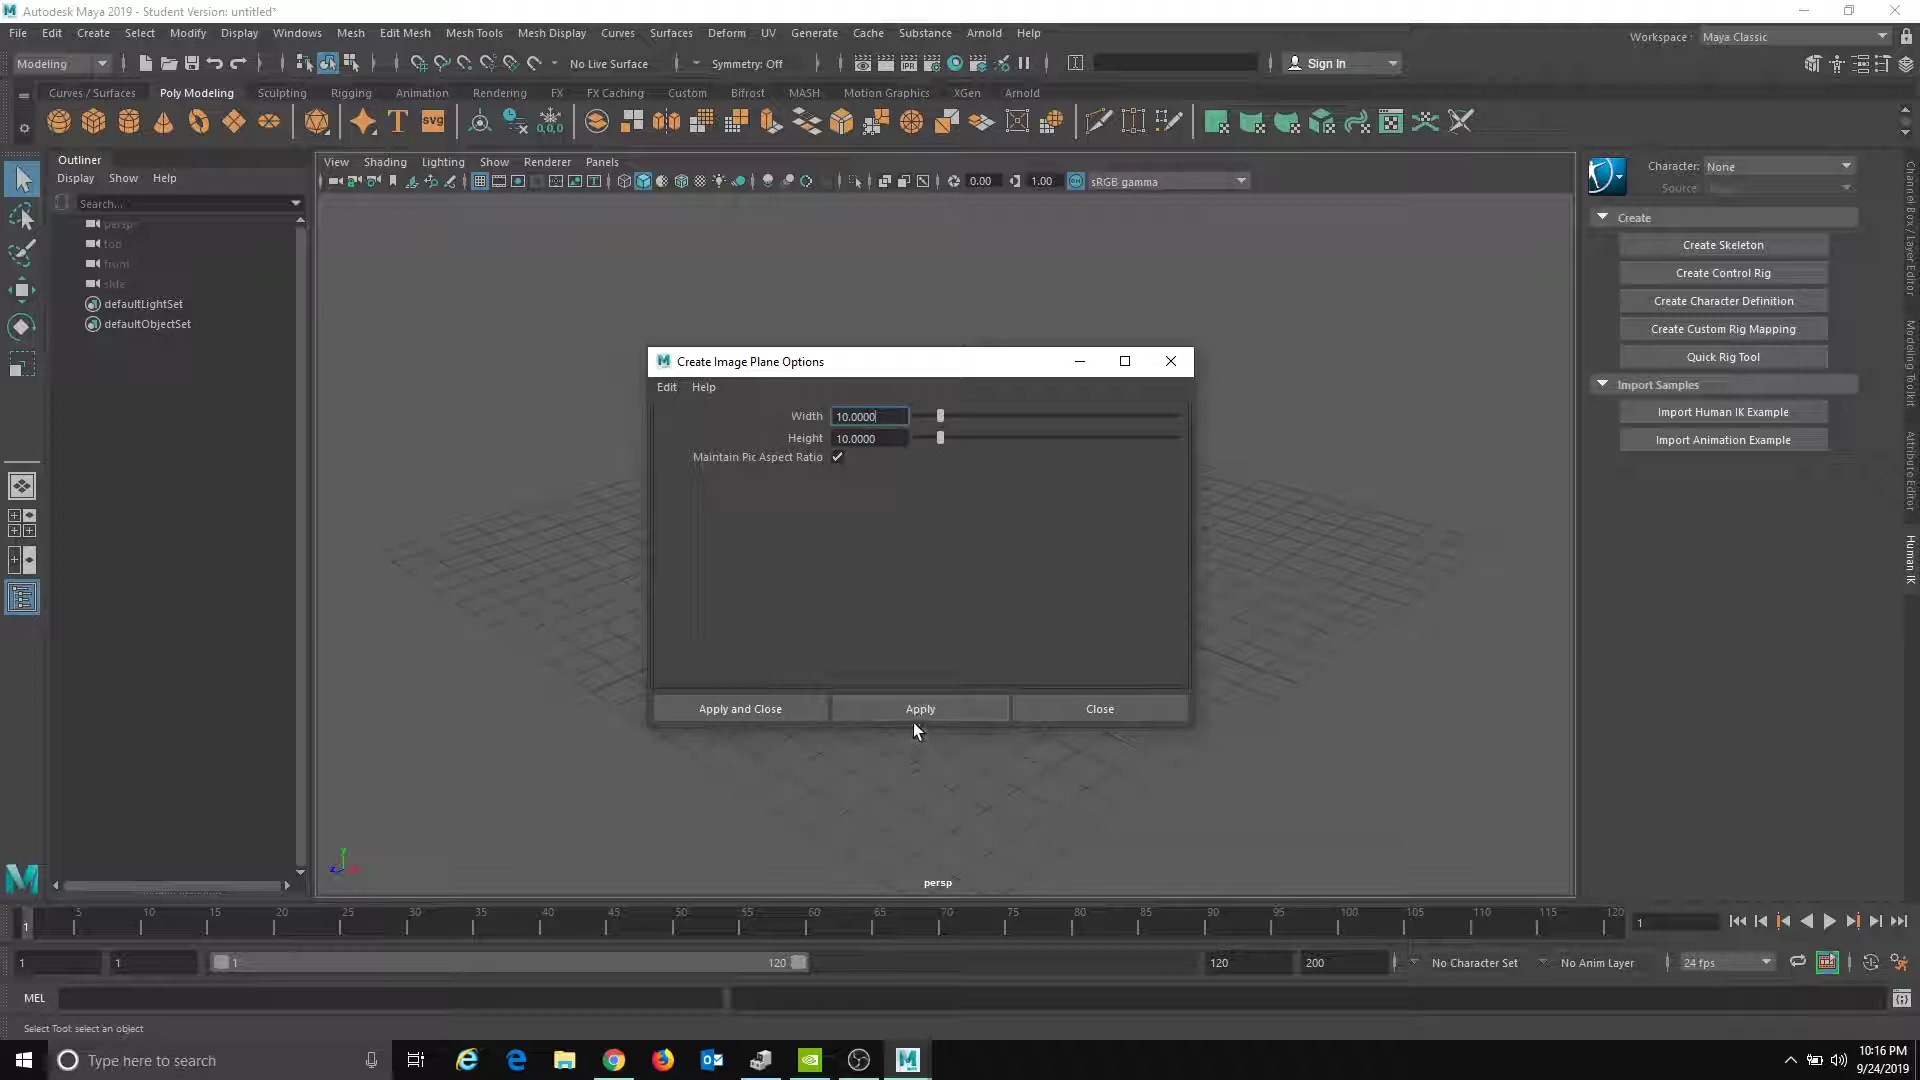 Autodesk Maya 2019 - Student Version: untitled*
File Edit Create Select Modify Display Windows Mesh Edit Mesh Mesh Tools Mesh Display Curves Surfaces Deform UV Generate Cache Substance Arnold Help
Workspace : Maya Classic
Modeling No Live Surface Symmetry: Off Sign In
Curves / Surfaces Poly Modeling Sculpting Rigging Animation Rendering FX FX Caching Custom Bifrost MASH Motion Graphics XGen Arnold
T SVG 0,0,0
Outliner
Display Show Help
Search...
persp
top
front
side
defaultLightSet
defaultObjectSet
View Shading Lighting Show Renderer Panels
0.00 1.00 sRGB gamma
Create Image Plane Options
Edit Help
Width 10.0000
Height 10.0000
Maintain Pic Aspect Ratio
Apply and Close Apply Close
persp
Character: None
Source:
Create
Create Skeleton
Create Control Rig
Create Character Definition
Create Custom Rig Mapping
Quick Rig Tool
Import Samples
Import Human IK Example
Import Animation Example
Channel Box / Layer Editor
Modeling Toolkit
Attribute Editor
Human IK
5 10 15 20 25 30 35 40 45 50 55 60 65 70 75 80 85 90 95 100 105 110 115 120
1 1
1 1 1 120 120 200 No Character Set No Anim Layer 24 fps
MEL
Select Tool: select an object
Type here to search
10:16 PM
9/24/2019